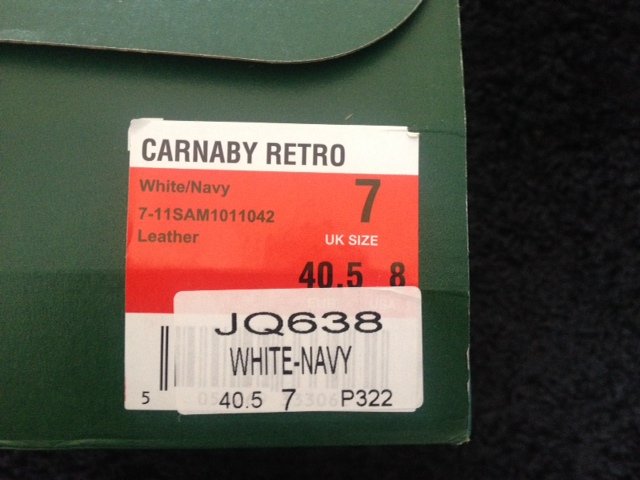 CARNABY RETRO
White/Navy
7-11SAM1011042
Leather
7
UK SIZE
40.5 8
JQ638
WHITE-NAVY
5
40.5 7 P322